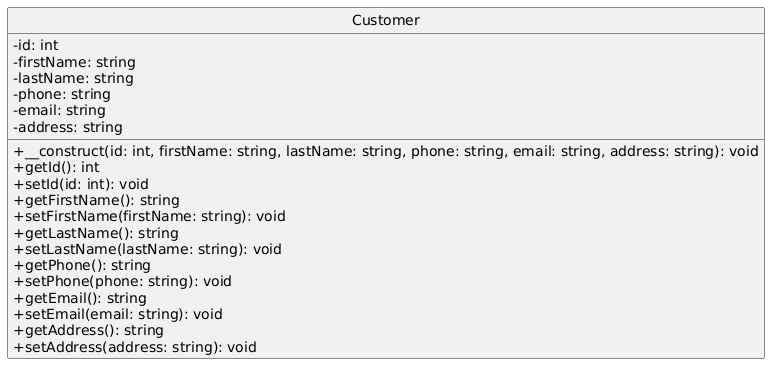 Customer
-id: int
-firstName: string
-lastName: string
-phone: string
-email: string
-address: string
+__construct(id: int, firstName: string, lastName: string, phone: string, email: string, address: string): void
+getId(): int
+setId(id: int): void
+getFirstName(): string
+setFirstName(firstName: string): void
+getLastName(): string
+setLastName(lastName: string): void
+getPhone(): string
+setPhone(phone: string): void
+getEmail(): string
+setEmail(email: string): void
+getAddress(): string
+setAddress(address: string): void